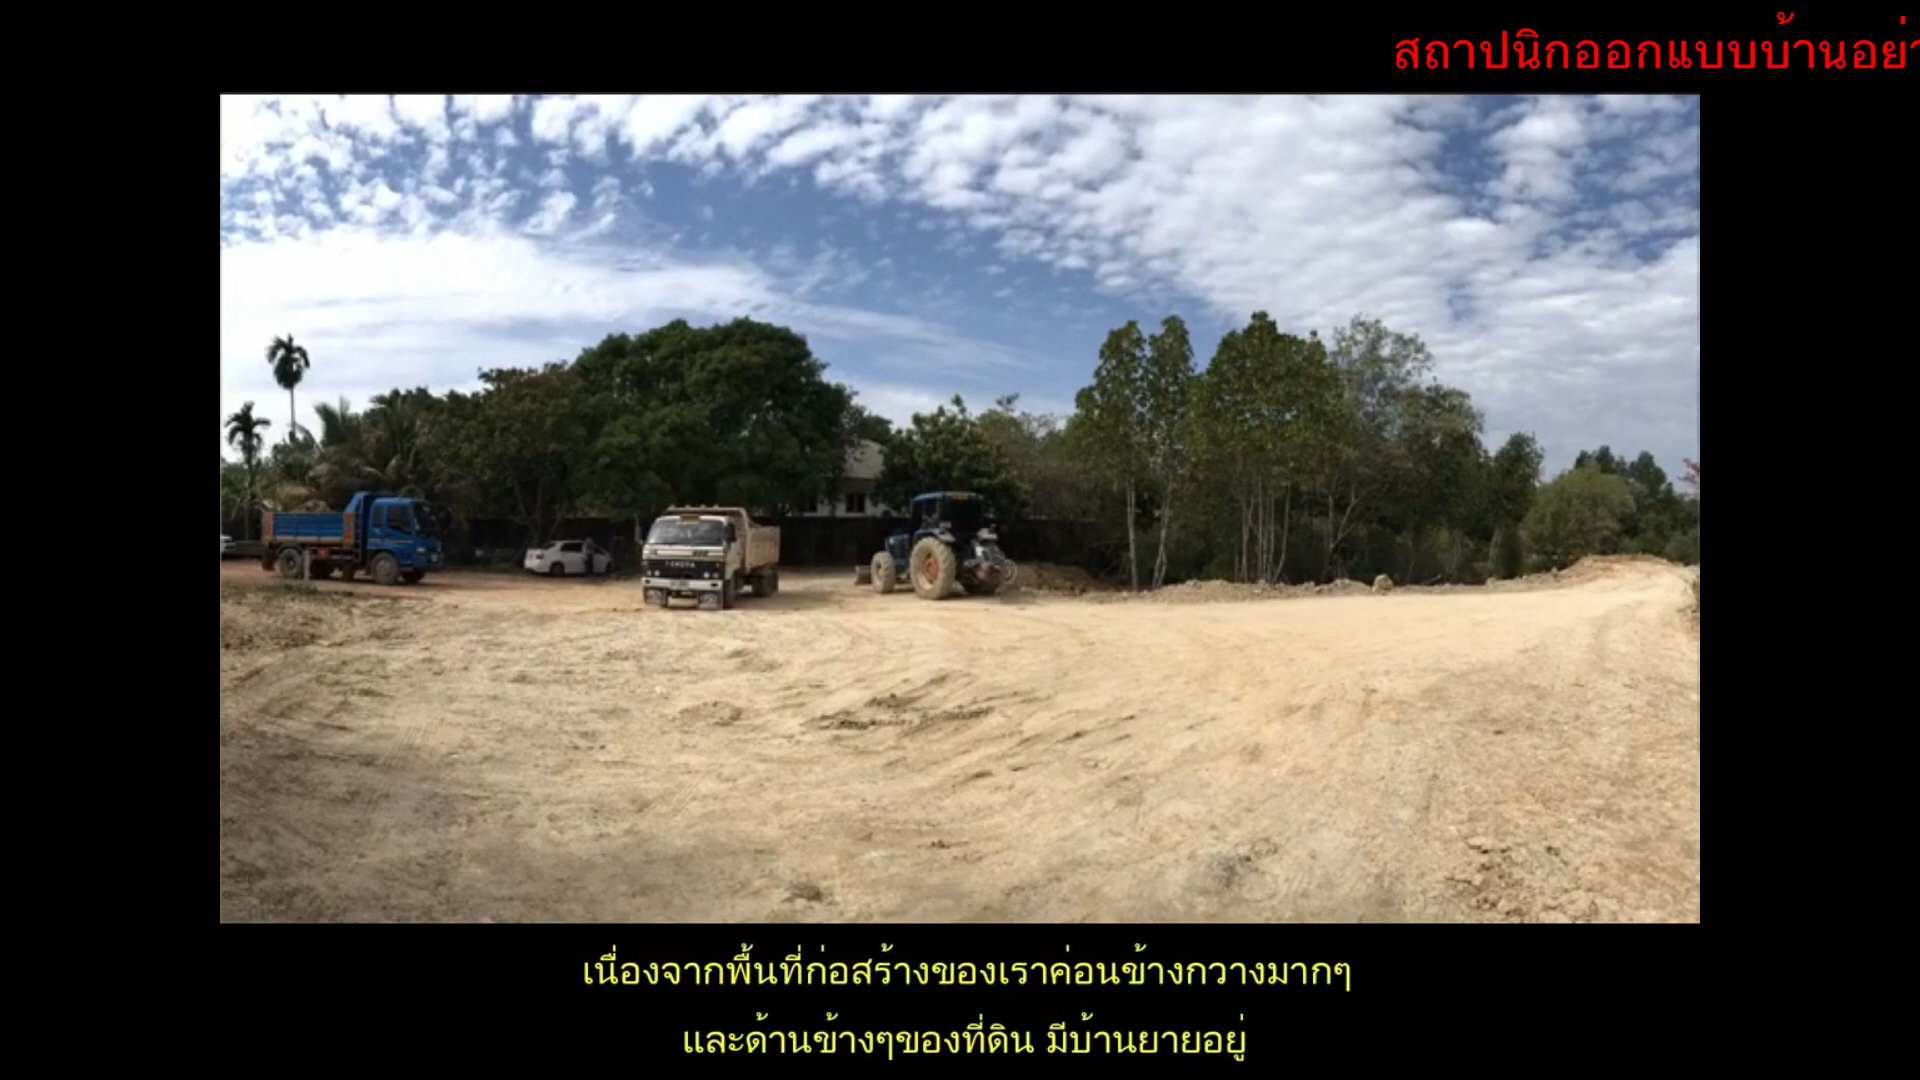 สถาปนิกออกแบบบ้านอย่า
TOYOTA
เนื่องจากพื้นที่ก่อสร้างของเราค่อนข้างกวางมากๆ
และด้านข้างๆของที่ดิน มีบ้านยายอยู่